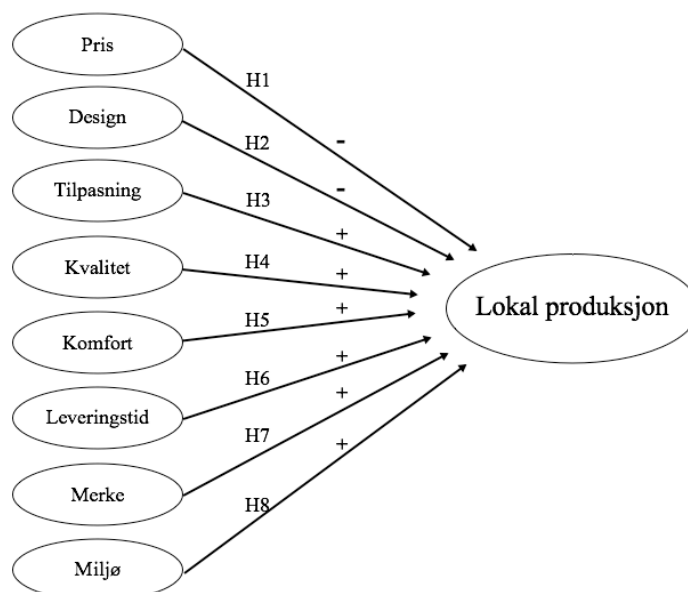 Pris
H1
-
Design
H2
-
Tilpasning
H3
+
Kvalitet
H4
+
Lokal produksjon
Komfort
H5
+
Leveringstid
H6
+
Merke
H7
+
Miljø
H8
+